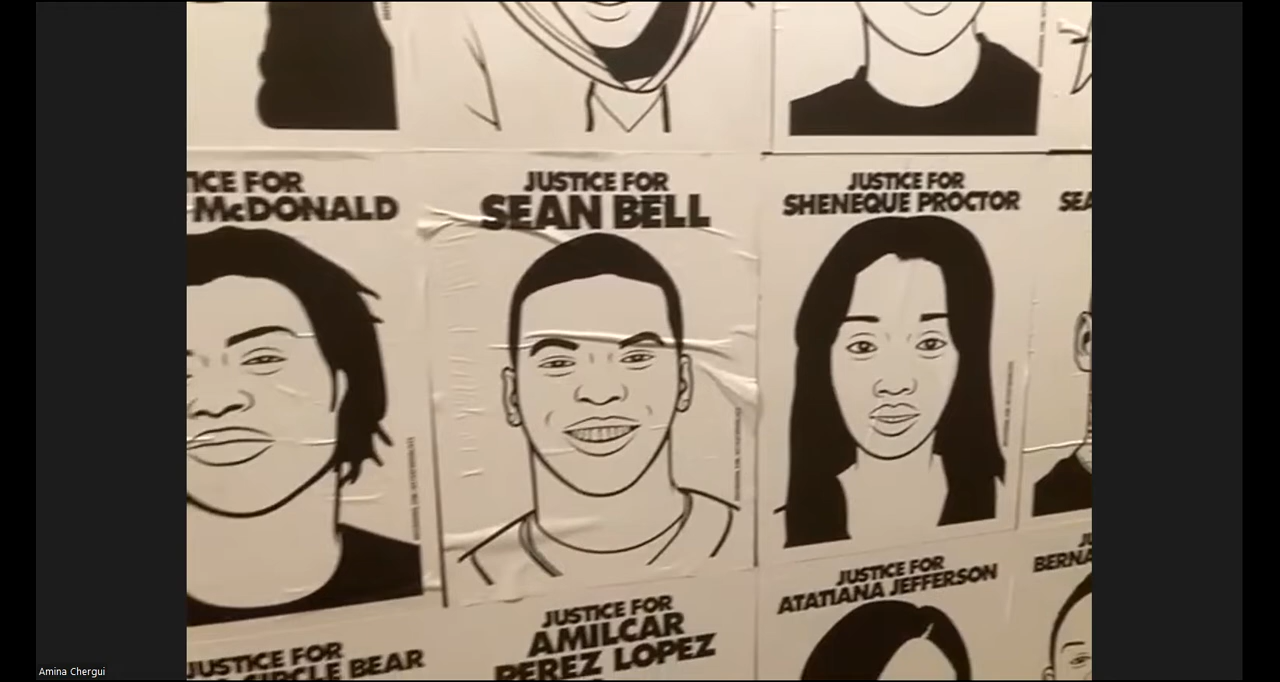 TICE FOR
McDONALD
JUSTICE FOR
SEAN BELL
JUSTICE FOR
SHENEQUE PROCTOR
SEA
JUSTICE FOR
CIRCLE BEAR
JUSTICE FOR
AMILCAR
PEREZ LOPEZ
JUSTICE FOR
ATATIANA JEFFERSON
JU
BERNA
Amina Chergui